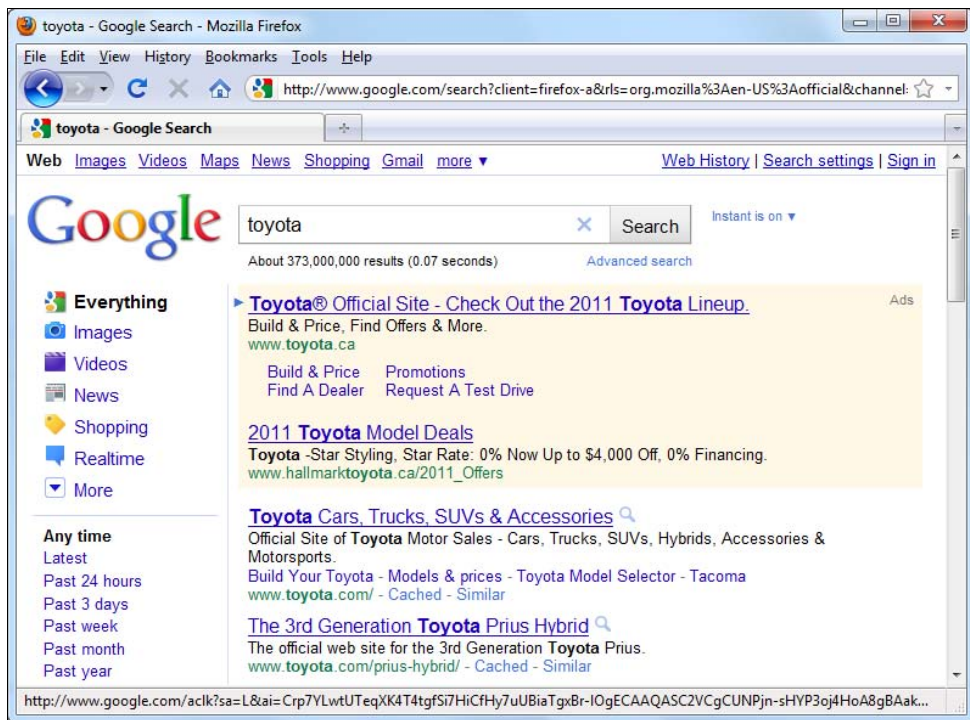 toyota - Google Search - Mozilla Firefox
File Edit View History Bookmarks Tools Help
http://www.google.com/search?client=firefox-a&rls=org.mozilla%3Aen-US%3Aofficial&channel:
toyota - Google Search
Web Images Videos Maps News Shopping Gmail more ▼ Web History | Search settings | Sign in
Google
toyota
Search
Instant is on ▼
About 373,000,000 results (0.07 seconds) Advanced search
Everything
Images
Videos
News
Shopping
Realtime
More
Any time
Latest
Past 24 hours
Past 3 days
Past week
Past month
Past year
Toyota® Official Site - Check Out the 2011 Toyota Lineup. Ads
Build & Price, Find Offers & More.
www.toyota.ca
Build & Price Promotions
Find A Dealer Request A Test Drive
2011 Toyota Model Deals
Toyota -Star Styling, Star Rate: 0% Now Up to $4,000 Off, 0% Financing.
www.hallmarktoyota.ca/2011_Offers
Toyota Cars, Trucks, SUVs & Accessories
Official Site of Toyota Motor Sales - Cars, Trucks, SUVs, Hybrids, Accessories &
Motorsports.
Build Your Toyota - Models & prices - Toyota Model Selector - Tacoma
www.toyota.com/ - Cached - Similar
The 3rd Generation Toyota Prius Hybrid
The official web site for the 3rd Generation Toyota Prius.
www.toyota.com/prius-hybrid/ - Cached - Similar
http://www.google.com/aclk?sa=L&ai=Crp7YLwtUTeqXK4T4tgfSi7HiCfHy7uUBiaTgxBr-IOgECAAQASC2VCgCUNPjn-sHYP3oj4HoA8gBAak...